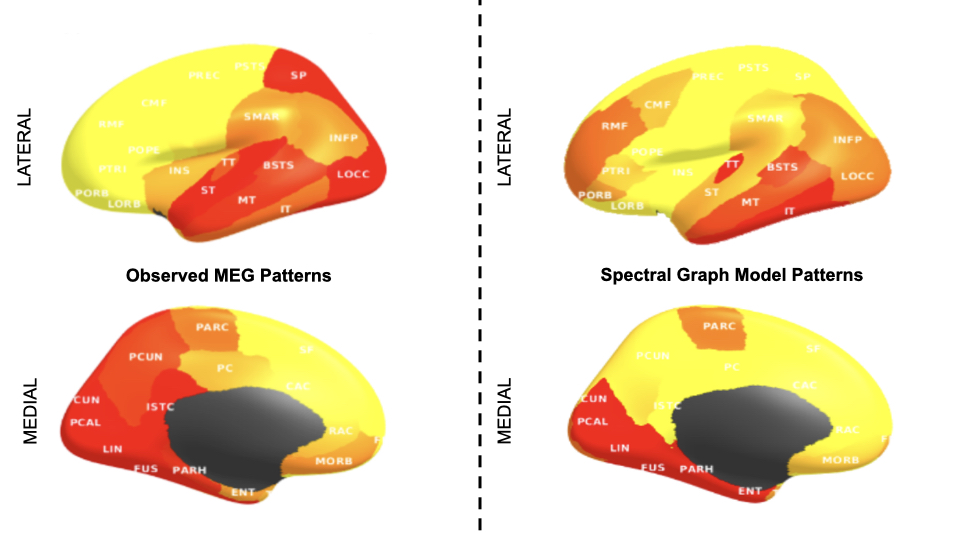 LATERAL
PSTS
PREC
SP
CMF
RMF
SMAR
INFP
POPE
PTRI
INS
TT
BSTS
LOCC
PORB
LORB
ST
MT
IT
Observed MEG Patterns
MEDIAL
PARC
SF
PCUN
PC
CAC
CUN
ISTC
PCAL
RAC
F
LIN
MORB
FUS
PARH
ENT
LATERAL
PREC
PSTS
SP
CMF
RMF
SMAR
INFP
POPE
PTRI
INS
TT
BSTS
LOCC
PORB
LORB
ST
MT
IT
Spectral Graph Model Patterns
MEDIAL
PARC
SF
PCUN
PC
CAC
CUN
ISTC
PCAL
RAC
F
LIN
MORB
FUS
PARH
ENT